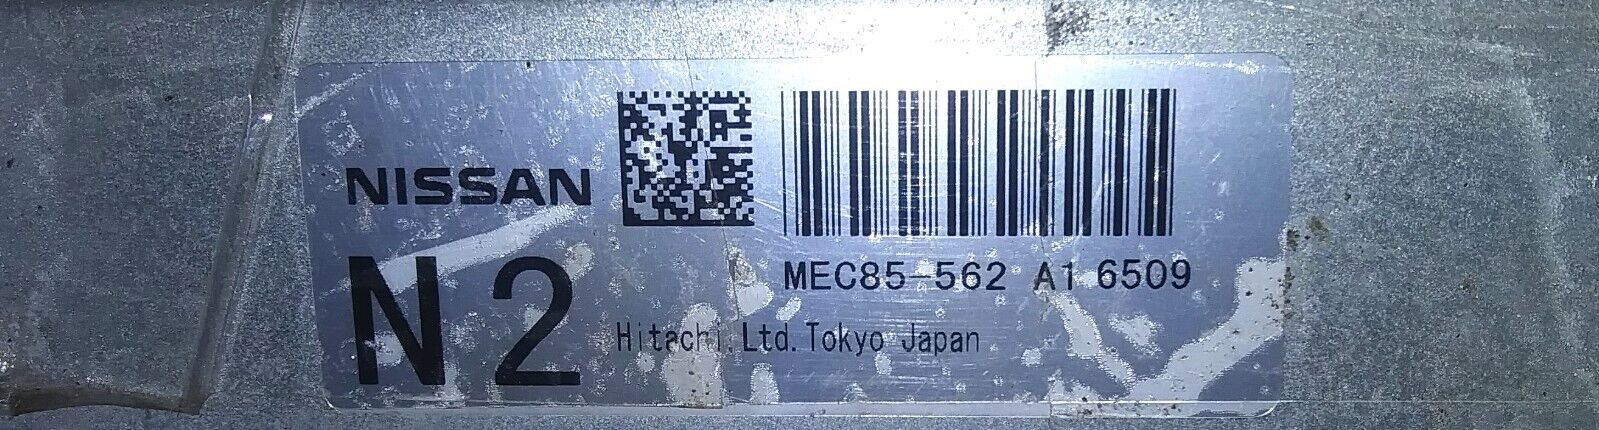 NISSAN
N2
MEC85-562 A1 6509
Hitachi,Ltd.Tokyo Japan